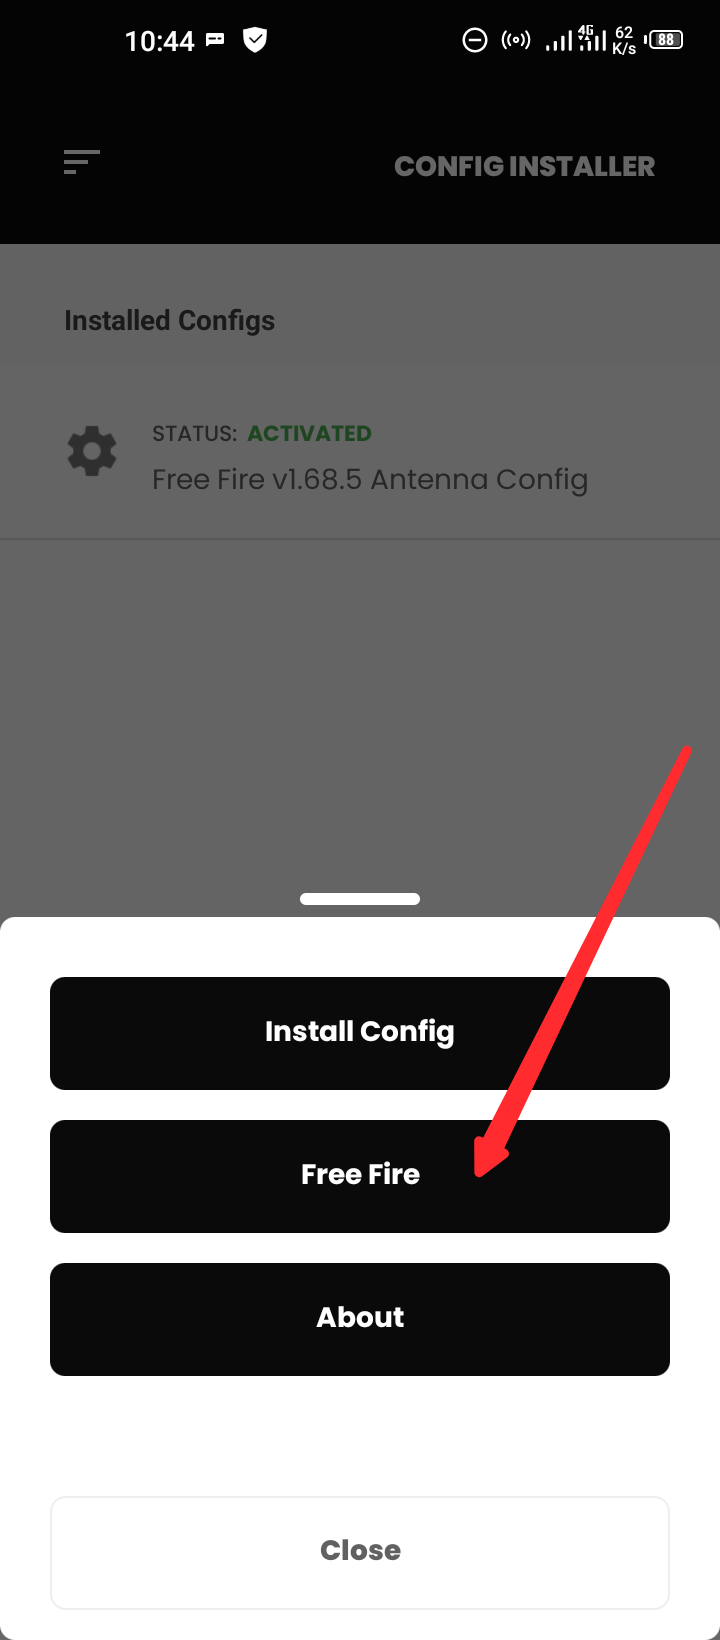 10:44
4G
62
K/s
88
CONFIG INSTALLER
Installed Configs
STATUS: ACTIVATED
Free Fire v1.68.5 Antenna Config
Install Config
Free Fire
About
Close